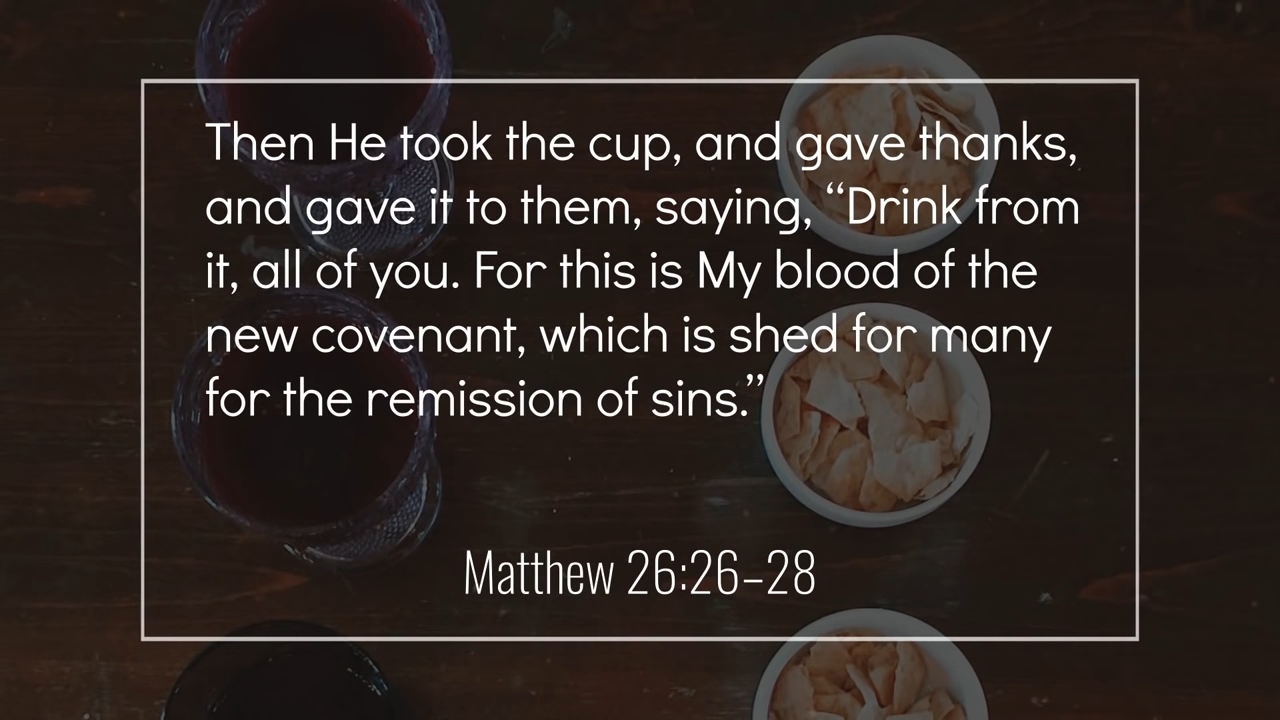 Then He took the cup, and gave thanks,
and gave it to them, saying, “Drink from
it, all of you. For this is My blood of the
new covenant, which is shed for many
for the remission of sins.”
Matthew 26:26–28